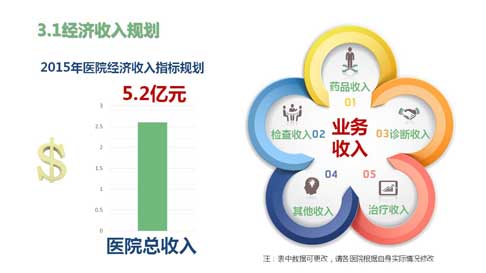 3.1经济收入规划
2015年医院经济收入指标规划
5.2亿元
3
2.5
2
1.5
1
0.5
0
$
医院总收入
药品收入
01
检查收入02
业务
收入
03诊断收入
04
其他收入
05
治疗收入
注：表中数据可更改，请各医院根据自身实际情况修改